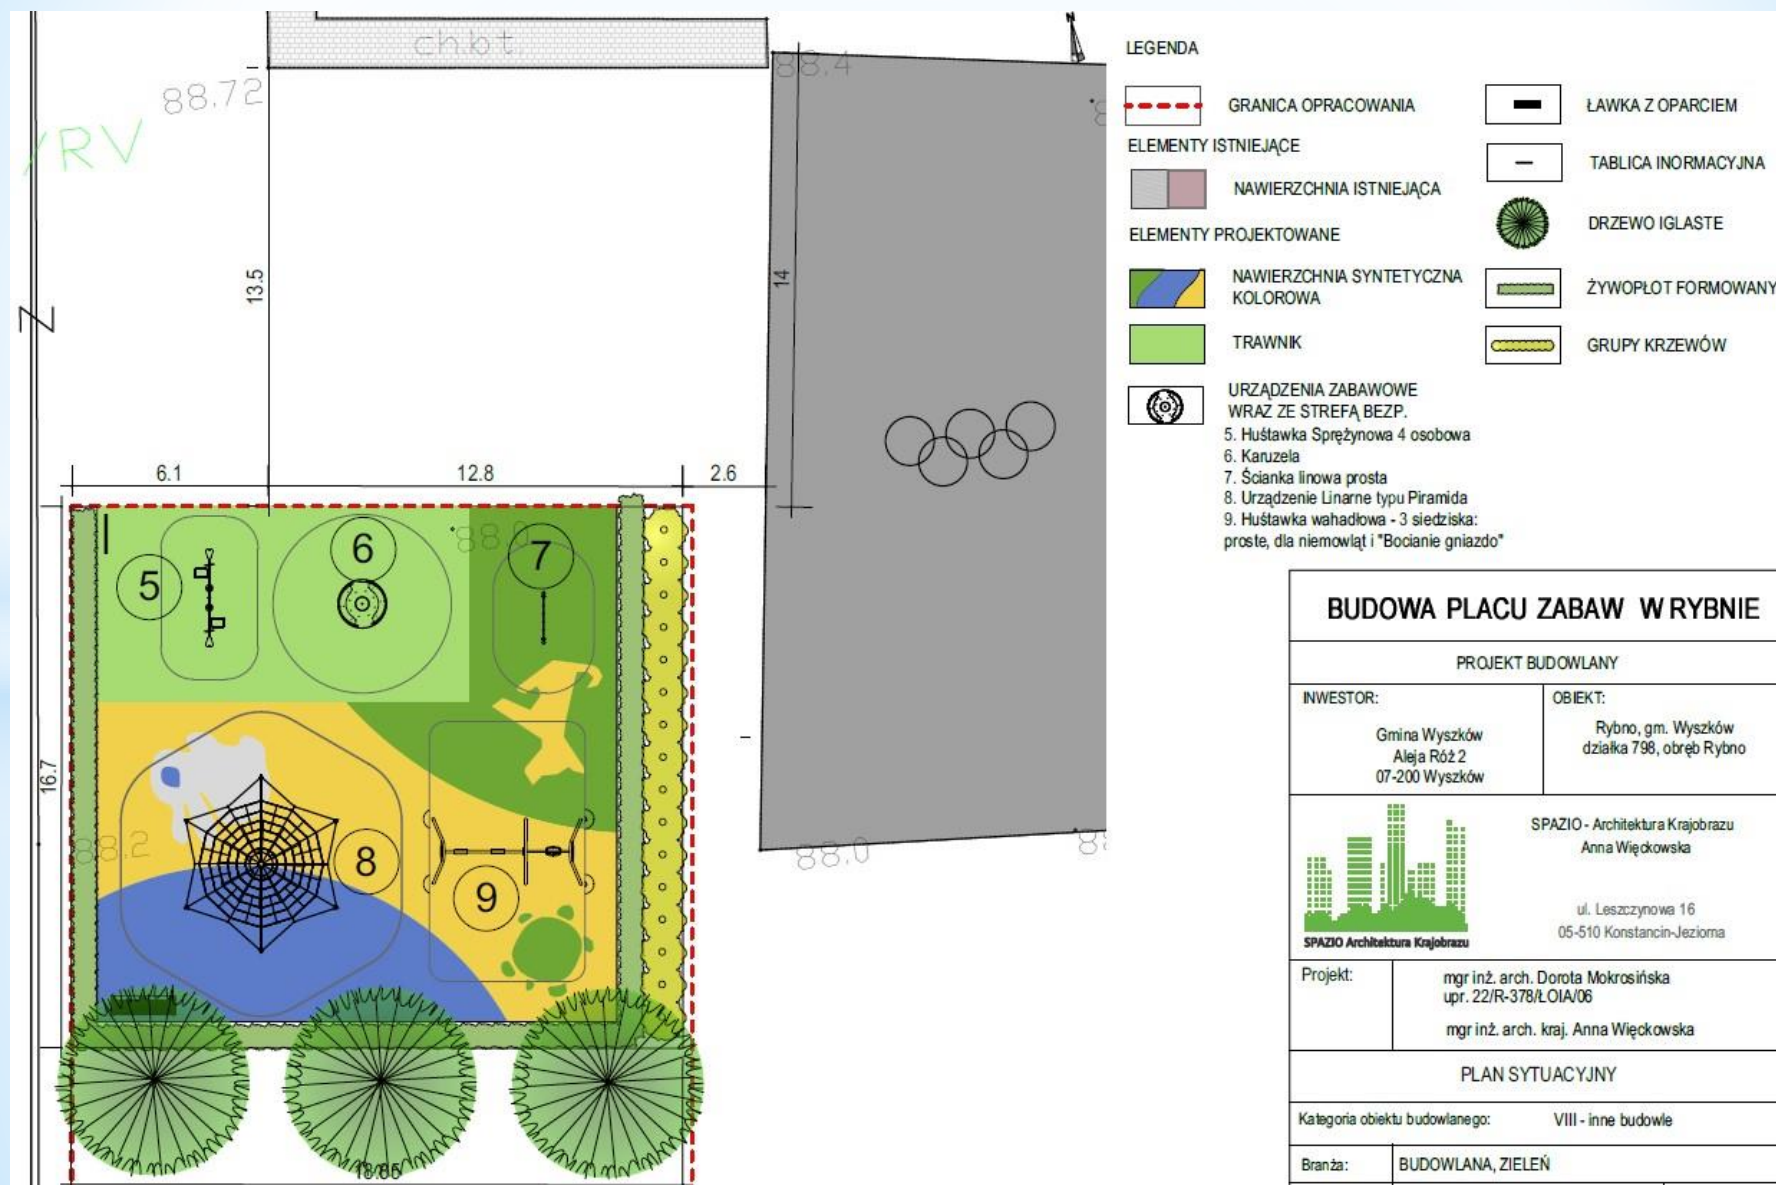 ch.bt.
88.72
88.4
RV
13.5
14
6.1
12.8
2.6
16.7
88.0
5
6
7
8
9
88.2
88.0
18.85
N
LEGENDA
GRANICA OPRACOWANIA
ELEMENTY ISTNIEJĄCE
NAWIERZCHNIA ISTNIEJĄCA
ELEMENTY PROJEKTOWANE
NAWIERZCHNIA SYNTETYCZNA
KOLOROWA
TRAWNIK
URZĄDZENIA ZABAWOWE
WRAZ ZE STREFĄ BEZP.
5. Huśtawka Sprężynowa 4 osobowa
6. Karuzela
7. Ścianka linowa prosta
8. Urządzenie Linarne typu Piramida
9. Huśtawka wahadłowa - 3 siedziska:
proste, dla niemowląt i "Bocianie gniazdo"
ŁAWKA Z OPARCIEM
TABLICA INORMACYJNA
DRZEWO IGLASTE
ŻYWOPŁOT FORMOWANY
GRUPY KRZEWÓW
BUDOWA PLACU ZABAW W RYBNIE
PROJEKT BUDOWLANY
INWESTOR:
Gmina Wyszków
Aleja Róż 2
07-200 Wyszków
OBIEKT:
Rybno, gm. Wyszków
działka 798, obręb Rybno
SPAZIO Architektura Krajobrazu
SPAZIO - Architektura Krajobrazu
Anna Więckowska
ul. Leszczynowa 16
05-510 Konstancin-Jeziorna
Projekt:
mgr inż. arch. Dorota Mokrosińska
upr. 22/R-378/ŁOIA/06
mgr inż. arch. kraj. Anna Więckowska
PLAN SYTUACYJNY
Kategoria obiektu budowlanego: VIII - inne budowle
Branża: BUDOWLANA, ZIELEŃ